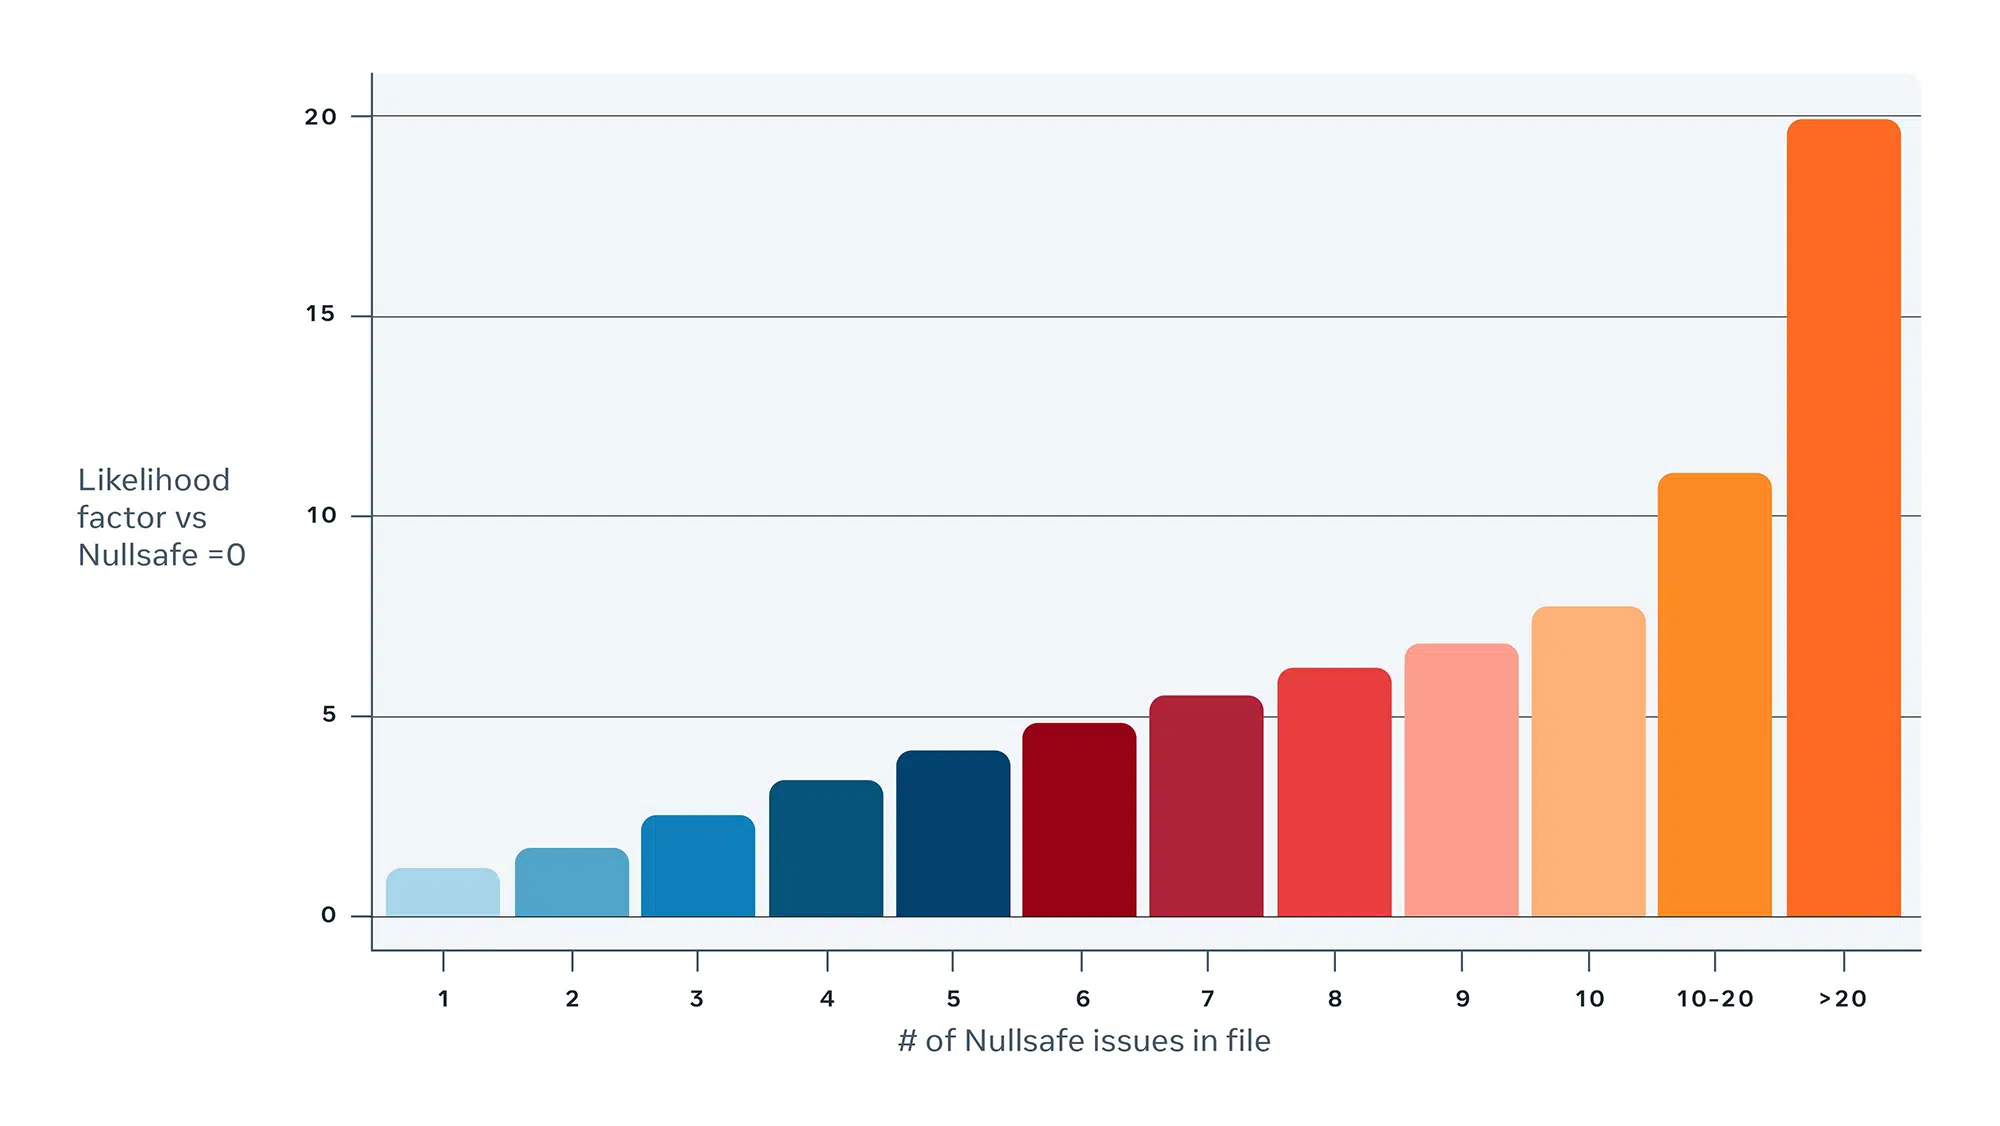 20
15
10
5
0
Likelihood
factor vs
Nullsafe =0
1 2 3 4 5 6 7 8 9 10 10-20 >20
# of Nullsafe issues in file